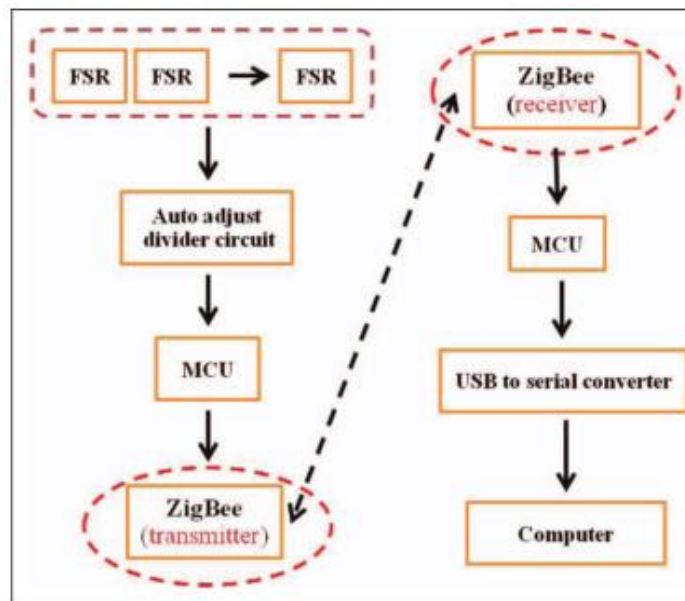 FSR FSR FSR
Auto adjust
divider circuit
MCU
ZigBee
(transmitter)
ZigBee
(receiver)
MCU
USB to serial converter
Computer